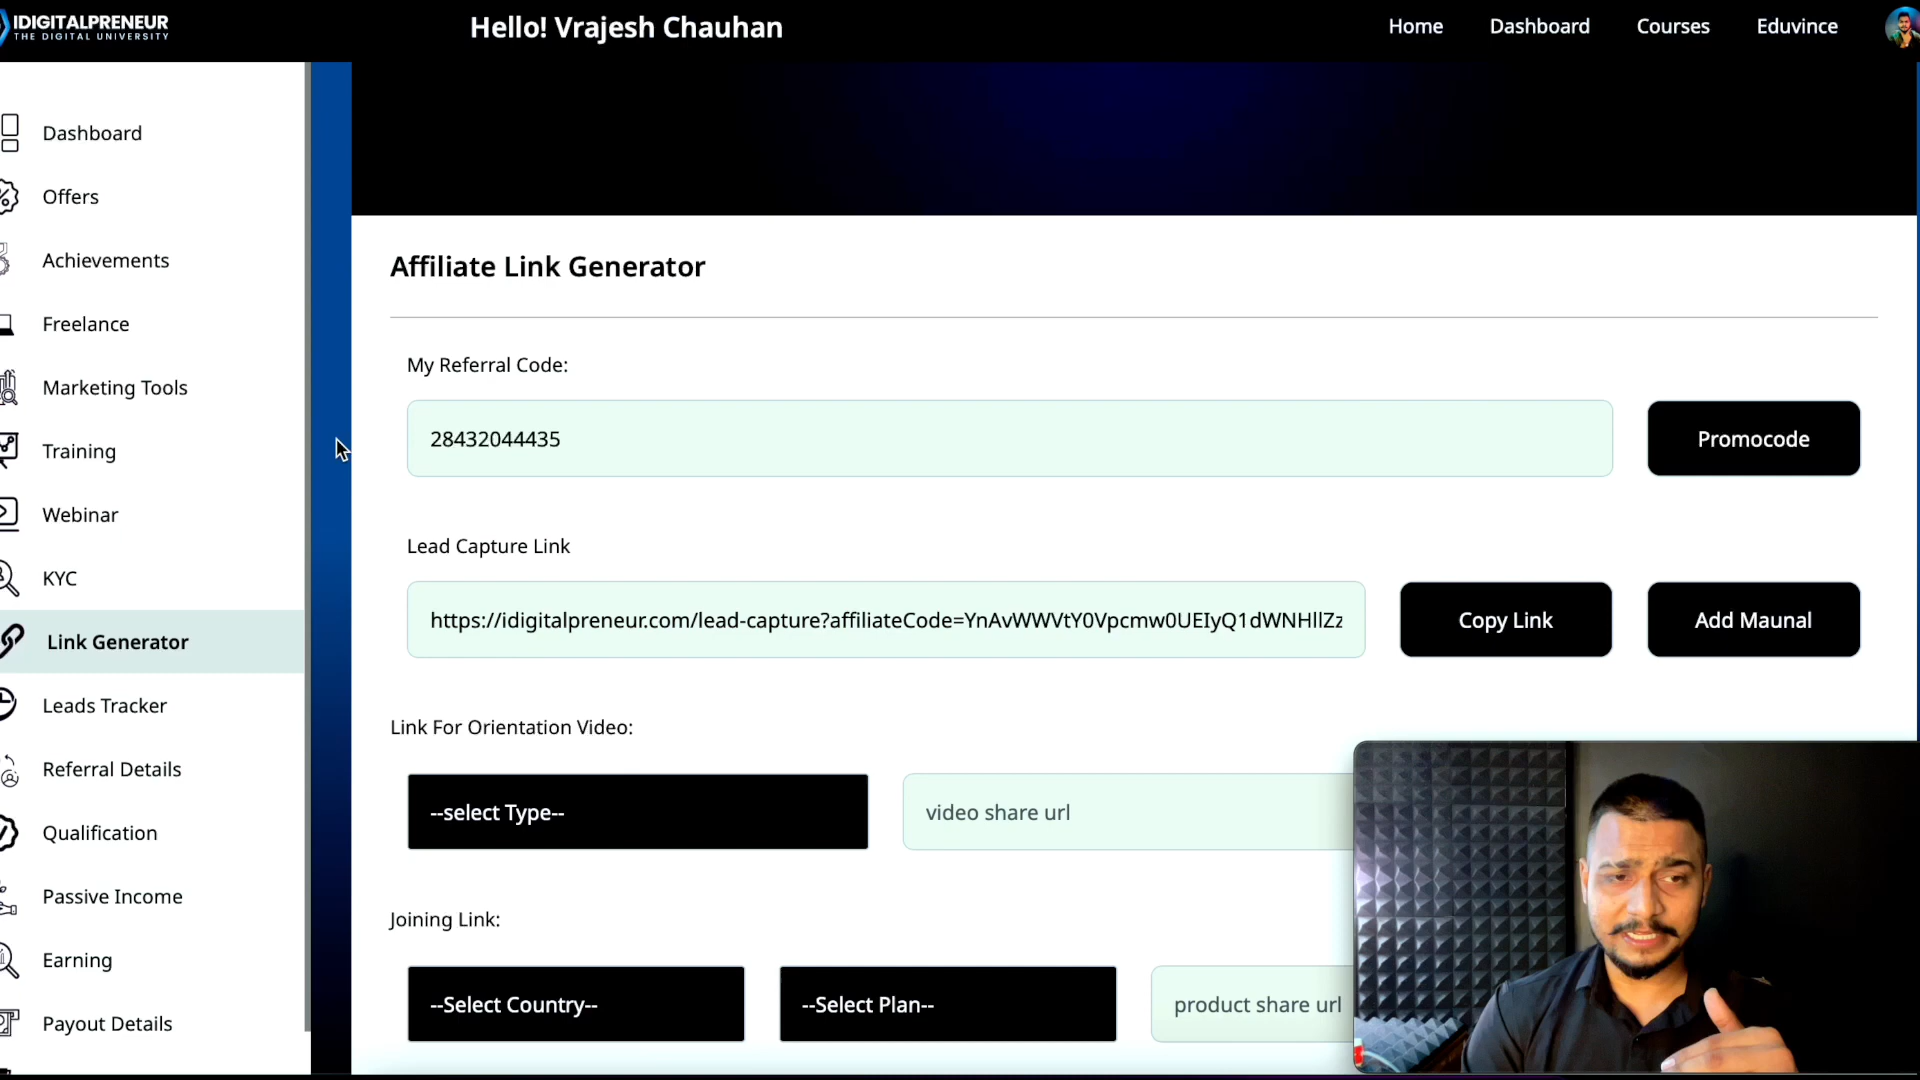 IDIGITALPRENEUR
THE DIGITAL UNIVERSITY
Hello! Vrajesh Chauhan
Home
Dashboard
Courses
Eduvince
Dashboard
Offers
Achievements
Freelance
Marketing Tools
Training
Webinar
KYC
Link Generator
Leads Tracker
Referral Details
Qualification
Passive Income
Earning
Payout Details
Affiliate Link Generator
My Referral Code:
28432044435
Promocode
Lead Capture Link
https://idigitalpreneur.com/lead-capture?affiliateCode=YnAvWWVtY0Vpcmw0UEIyQ1dWNHllZz
Copy Link
Add Maunal
Link For Orientation Video:
--select Type--
video share url
Joining Link:
--Select Country--
--Select Plan--
product share url